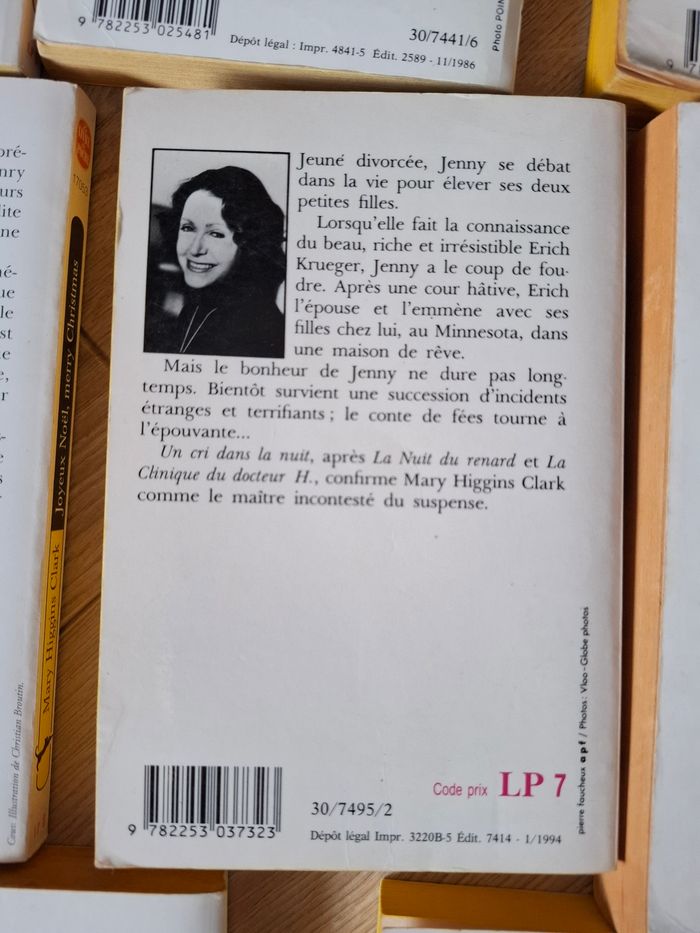 9 782253 025481
30/7441/6
Dépôt légal : Impr. 4841-5 Édit. 2589 - 11/1986
Jeuné divorcée, Jenny se débat
dans la vie pour élever ses deux
petites filles.
Lorsqu'elle fait la connaissance
du beau, riche et irrésistible Erich
Krueger, Jenny a le coup de fou-
dre. Après une cour hâtive, Erich
l'épouse et l'emmène avec ses
filles chez lui, au Minnesota, dans
une maison de rêve.
Mais le bonheur de Jenny ne dure pas long-
temps. Bientôt survient une succession d'incidents
étranges et terrifiants ; le conte de fées tourne à
l'épouvante...
Un cri dans la nuit, après La Nuit du renard et La
Clinique du docteur H., confirme Mary Higgins Clark
comme le maître incontesté du suspense.
pierre faucheux apf / Photos : Vloo - Globe photos
Code prix LP 7
30/7495/2
9 782253 037323
Dépôt légal Impr. 3220B-5 Édit. 7414 - 1/1994
Mary Higgins Clark Joyeux Noël, merry Christmas
Couv: Illustration de Christian Broutin.